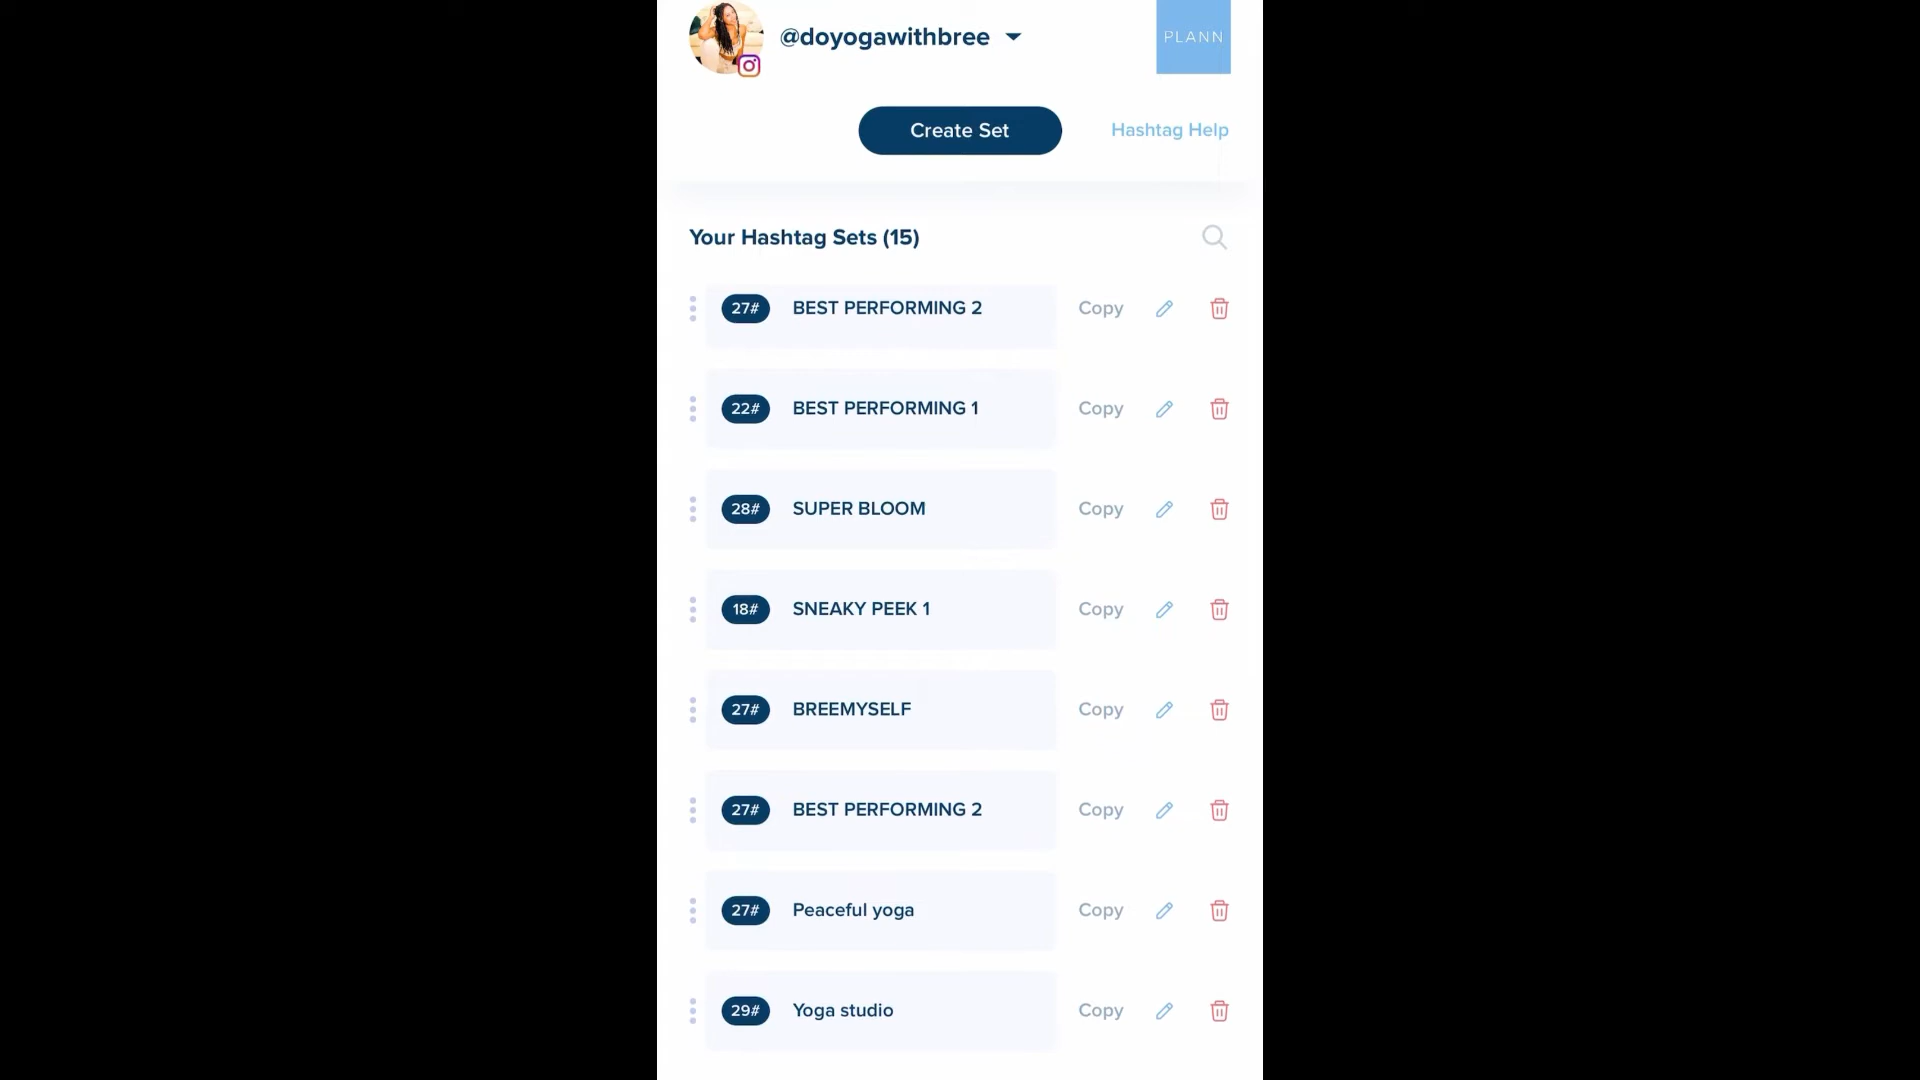 @doyogawithbree
PLANN
Create Set
Hashtag Help
Your Hashtag Sets (15)
27# BEST PERFORMING 2 Copy
22# BEST PERFORMING 1 Copy
28# SUPER BLOOM Copy
18# SNEAKY PEEK 1 Copy
27# BREEMYSELF Copy
27# BEST PERFORMING 2 Copy
27# Peaceful yoga Copy
29# Yoga studio Copy